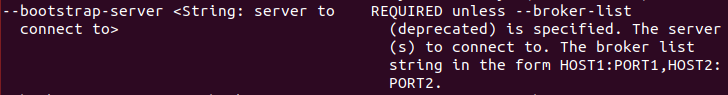 --bootstrap-server <String: server to    REQUIRED unless --broker-list
  connect to>                              (deprecated) is specified. The server
                                           (s) to connect to. The broker list
                                           string in the form HOST1:PORT1,HOST2:
                                           PORT2.